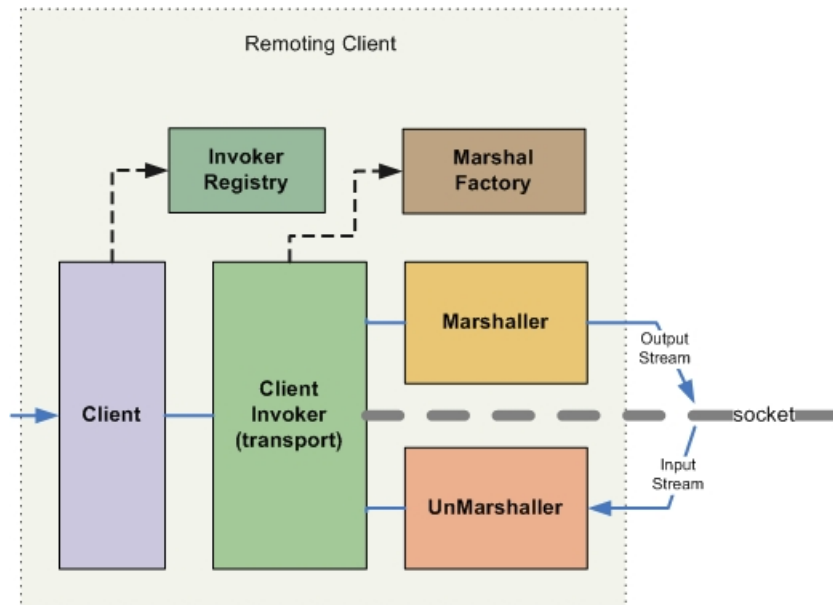 Remoting Client
Invoker
Registry
Marshal
Factory
Marshaller
Output
Stream
Client
Client
Invoker
(transport)
socket
Input
Stream
UnMarshaller